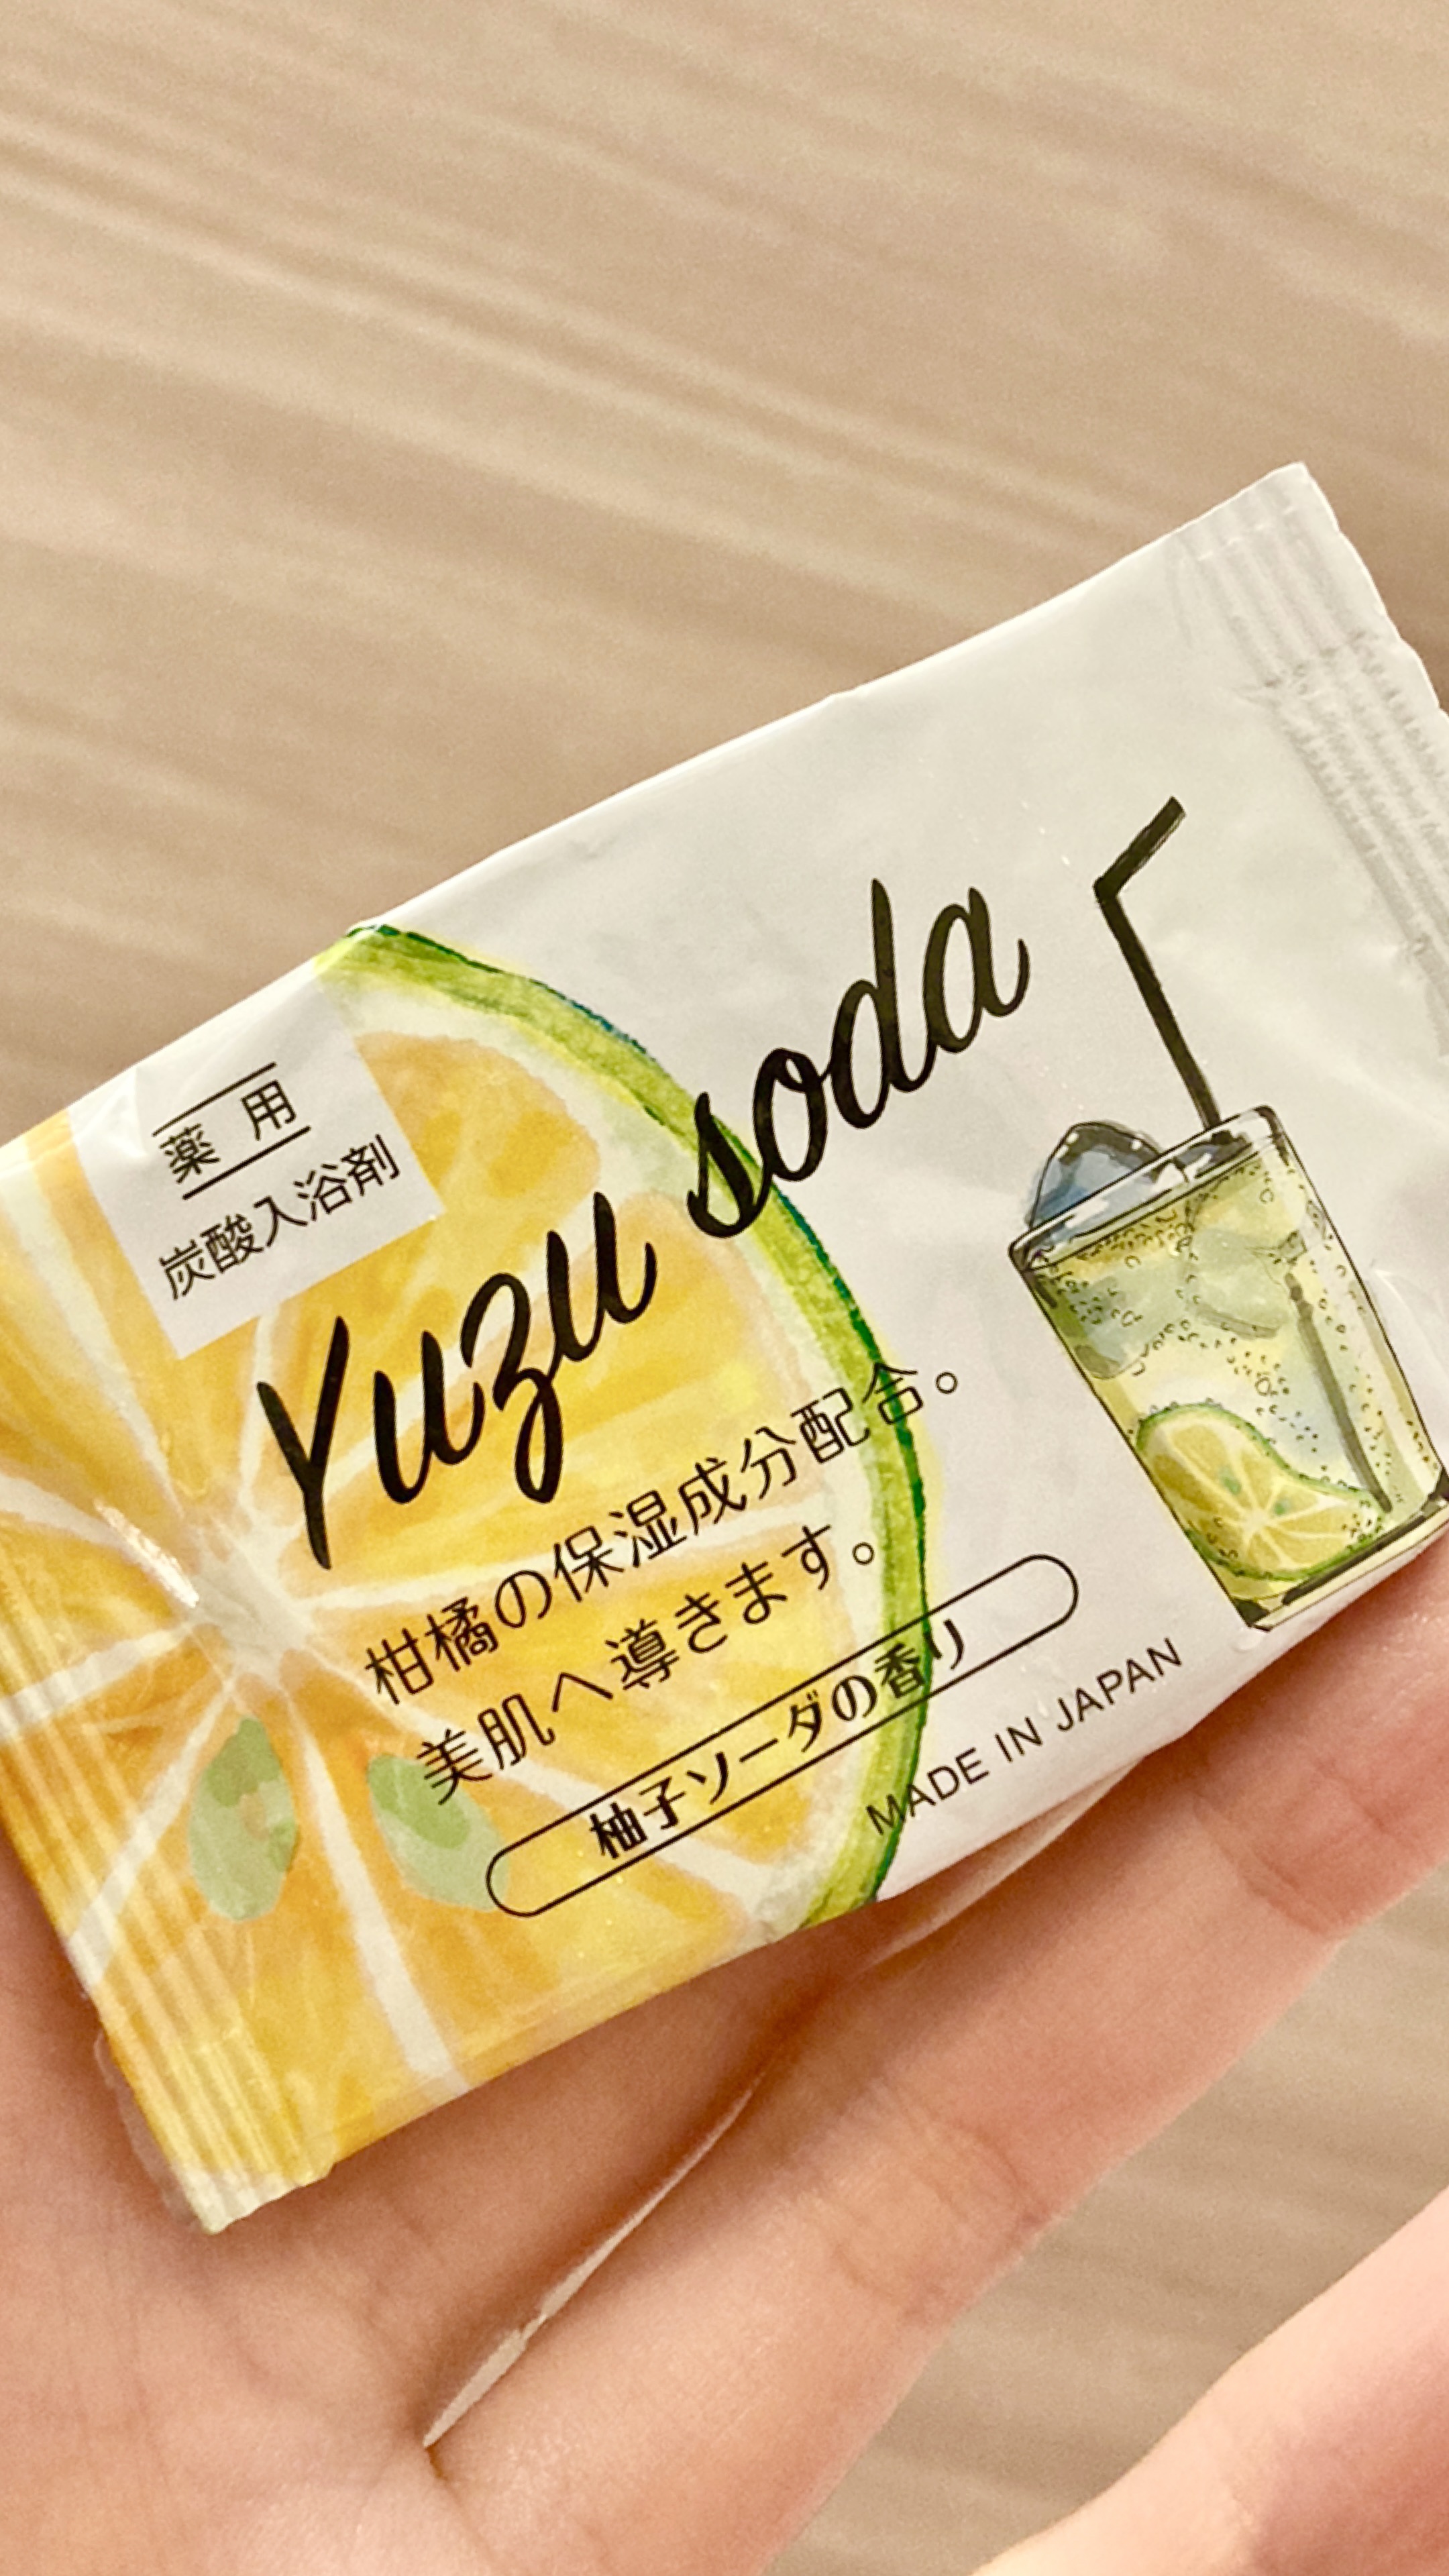 薬用
炭酸入浴剤
Yuzu soda
柑橘の保湿成分配合。
美肌へ導きます。
柚子ソーダの香り
MADE IN JAPAN